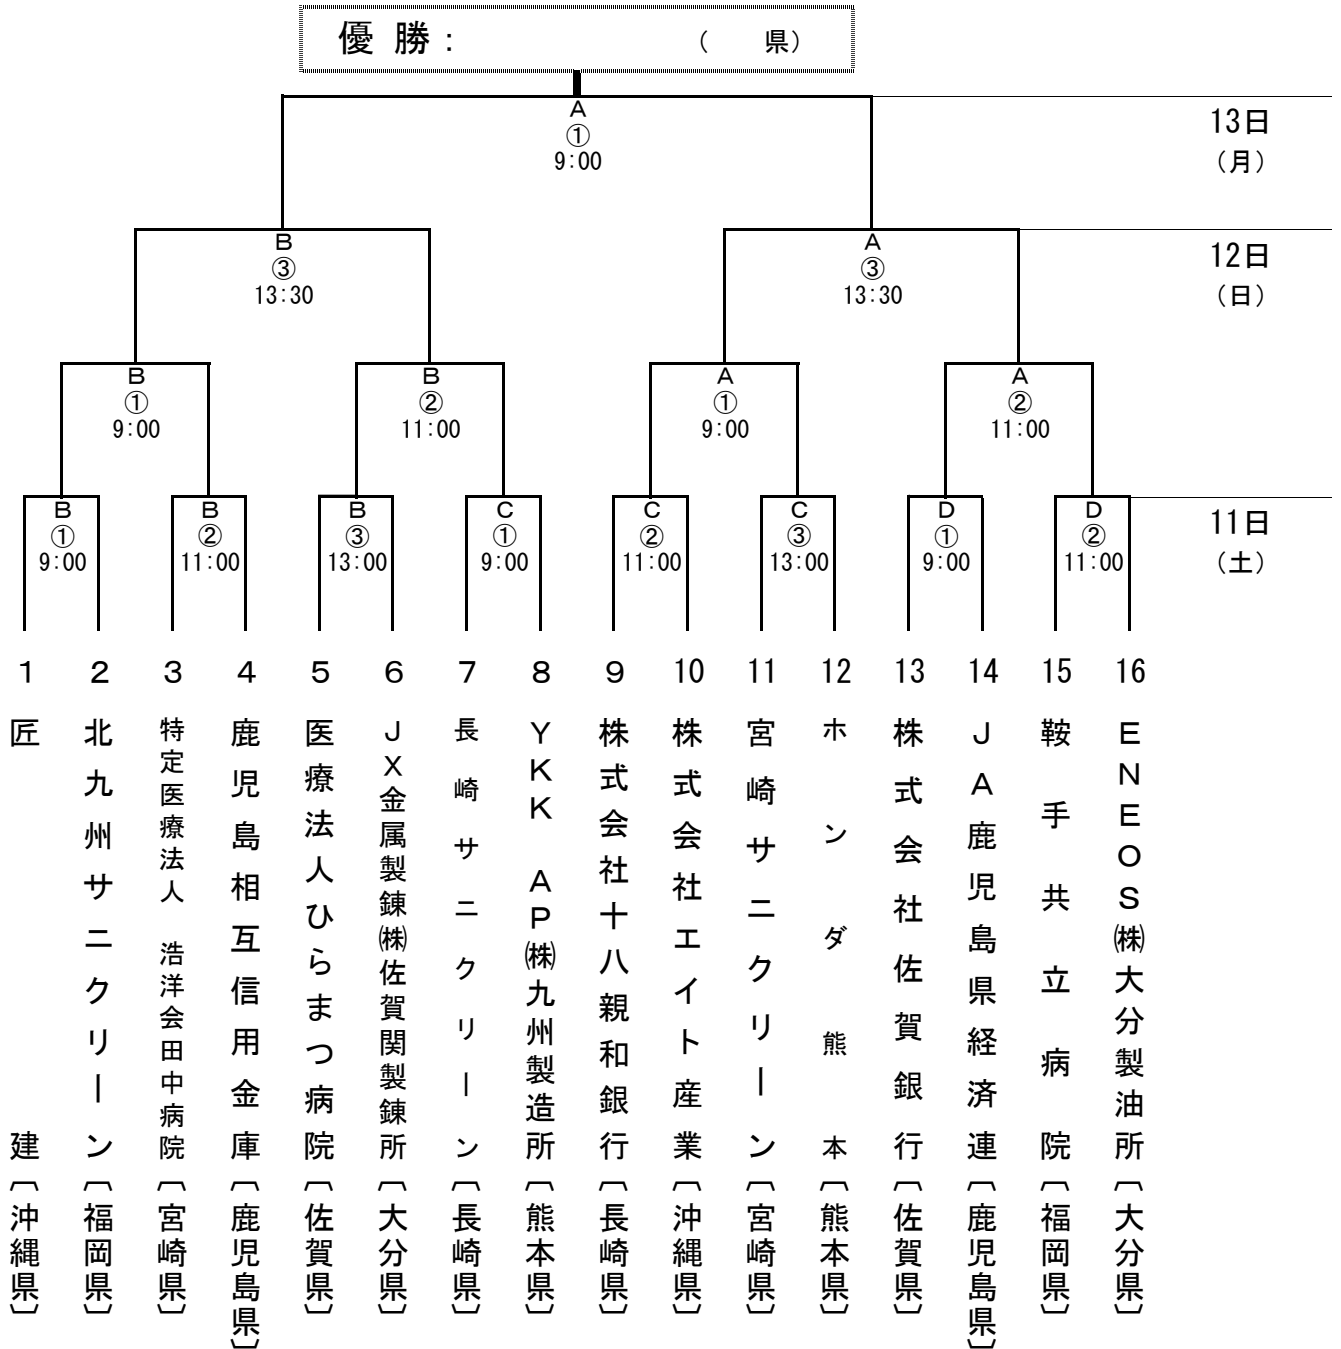 優勝： （　県）
A
①
9:00
13日
（月）
B
③
13:30
A
③
13:30
12日
（日）
B
①
9:00
B
②
11:00
A
①
9:00
A
②
11:00
B
①
9:00
B
②
11:00
B
③
13:00
C
①
9:00
C
②
11:00
C
③
13:00
D
①
9:00
D
②
11:00
11日
（土）
1 匠建〔沖縄県〕
2 北九州サニクリーン〔福岡県〕
3 特定医療法人　浩洋会田中病院〔宮崎県〕
4 鹿児島相互信用金庫〔鹿児島県〕
5 医療法人ひらまつ病院〔佐賀県〕
6 JX金属製錬㈱佐賀関製錬所〔大分県〕
7 長崎サニクリーン〔長崎県〕
8 YKK　AP㈱九州製造所〔熊本県〕
9 株式会社十八親和銀行〔長崎県〕
10 株式会社エイト産業〔沖縄県〕
11 宮崎サニクリーン〔宮崎県〕
12 ホンダ熊本〔熊本県〕
13 株式会社佐賀銀行〔佐賀県〕
14 JA鹿児島県経済連〔鹿児島県〕
15 鞍手共立病院〔福岡県〕
16 ENEOS㈱大分製油所〔大分県〕